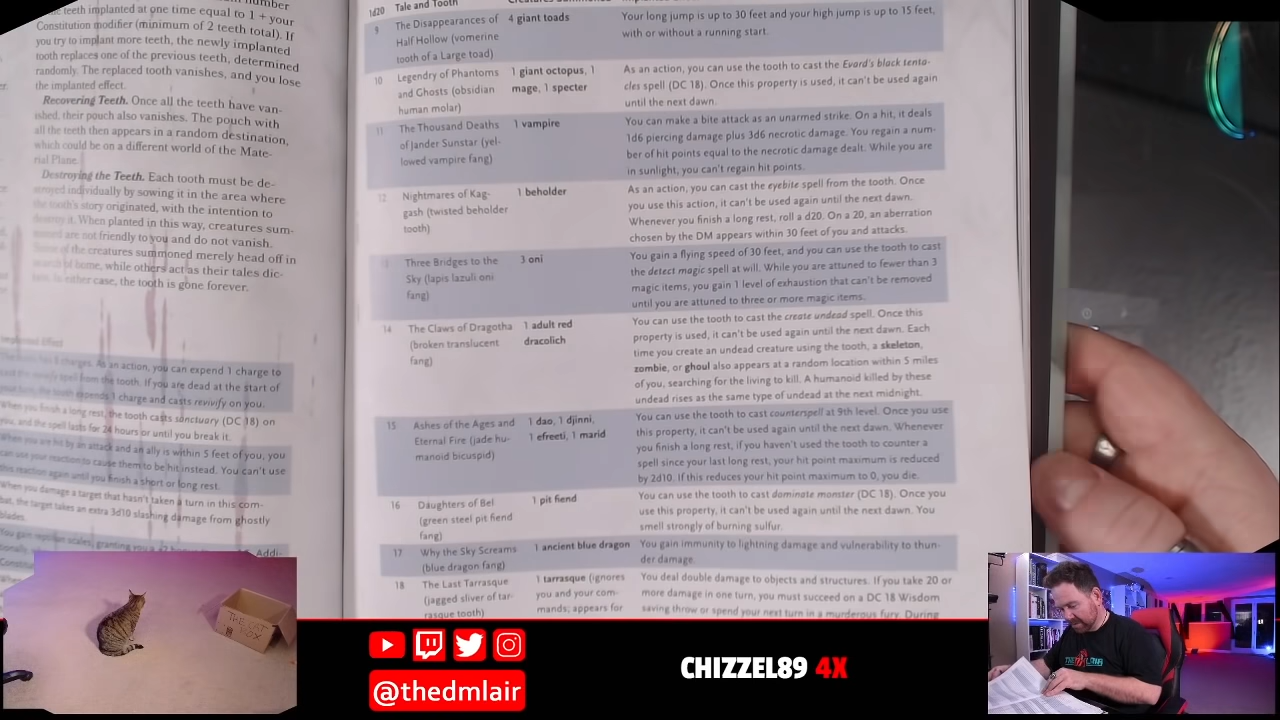 teeth implanted at one time equal to 1 + your
Constitution modifier (minimum of 2 teeth total). If
you try to implant more teeth, the newly implanted
tooth replaces one of the previous teeth, determined
randomly. The replaced tooth vanishes, and you lose
the implanted effect.
Recovering Teeth. Once all the teeth have van-
ished, their pouch also vanishes. The pouch with
all the teeth then appears in a random destination,
which could be on a different world of the Mate-
rial Plane.
Destroying the Teeth. Each tooth must be de-
stroyed individually by sowing it in the area where
the tooth's story originated, with the intention to
destroy it. When planted in this way, creatures sum-
moned are not friendly to you and do not vanish.
Some of the creatures summoned merely head off in
search of home, while others act as their tales dic-
tate. In either case, the tooth is gone forever.
charges. As an action, you can expend 1 charge to
spell from the tooth. If you are dead at the start of
your turn, the tooth expends 1 charge and casts revivify on you.
When you finish a long rest, the tooth casts sanctuary (DC 18) on
you, and the spell lasts for 24 hours or until you break it.
When you are hit by an attack and an ally is within 5 feet of you, you
can use your reaction to cause them to be hit instead. You can't use
this reaction again until you finish a short or long rest.
When you damage a target that hasn't taken a turn in this com-
bat, the target takes an extra 3d10 slashing damage from ghostly
blades.
1d20 Tale and Tooth
9 The Disappearances of 4 giant toads Your long jump is up to 30 feet and your high jump is up to 15 feet,
Half Hollow (vomerine with or without a running start.
tooth of a Large toad)
10 Legendry of Phantoms 1 giant octopus, 1 As an action, you can use the tooth to cast the Evard's black tenta-
and Ghosts (obsidian mage, 1 specter cles spell (DC 18). Once this property is used, it can't be used again
human molar) until the next dawn.
11 The Thousand Deaths 1 vampire You can make a bite attack as an unarmed strike. On a hit, it deals
of Jander Sunstar (yel- 1d6 piercing damage plus 3d6 necrotic damage. You regain a num-
lowed vampire fang) ber of hit points equal to the necrotic damage dealt. While you are
in sunlight, you can't regain hit points.
12 Nightmares of Kag- 1 beholder As an action, you can cast the eyebite spell from the tooth. Once
gash (twisted beholder you use this action, it can't be used again until the next dawn.
tooth) Whenever you finish a long rest, roll a d20. On a 20, an aberration
chosen by the DM appears within 30 feet of you and attacks.
Three Bridges to the 3 oni You gain a flying speed of 30 feet, and you can use the tooth to cast
Sky (lapis lazuli oni the detect magic spell at will. While you are attuned to fewer than 3
fang) magic items, you gain 1 level of exhaustion that can't be removed
until you are attuned to three or more magic items.
14 The Claws of Dragotha 1 adult red You can use the tooth to cast the create undead spell. Once this
(broken translucent dracolich property is used, it can't be used again until the next dawn. Each
fang) time you create an undead creature using the tooth, a skeleton,
zombie, or ghoul also appears at a random location within 5 miles
of you, searching for the living to kill. A humanoid killed by these
undead rises as the same type of undead at the next midnight.
15 Ashes of the Ages and 1 dao, 1 djinni, You can use the tooth to cast counterspell at 9th level. Once you use
Eternal Fire (jade hu- 1 efreeti, 1 marid this property, it can't be used again until the next dawn. Whenever
manoid bicuspid) you finish a long rest, if you haven't used the tooth to counter a
spell since your last long rest, your hit point maximum is reduced
by 2d10. If this reduces your hit point maximum to 0, you die.
16 Daughters of Bel 1 pit fiend You can use the tooth to cast dominate monster (DC 18). Once you
(green steel pit fiend use this property, it can't be used again until the next dawn. You
fang) smell strongly of burning sulfur.
17 Why the Sky Screams 1 ancient blue dragon You gain immunity to lightning damage and vulnerability to thun-
(blue dragon fang) der damage.
18 The Last Tarrasque 1 tarrasque (ignores You deal double damage to objects and structures. If you take 20 or
(jagged sliver of tar- you and your com- more damage in one turn, you must succeed on a DC 18 Wisdom
rasque tooth) mands; appears for saving throw or spend your next turn in a murderous fury. During
THE CAT
BOX
@thedmlair
CHIZZEL89 4X